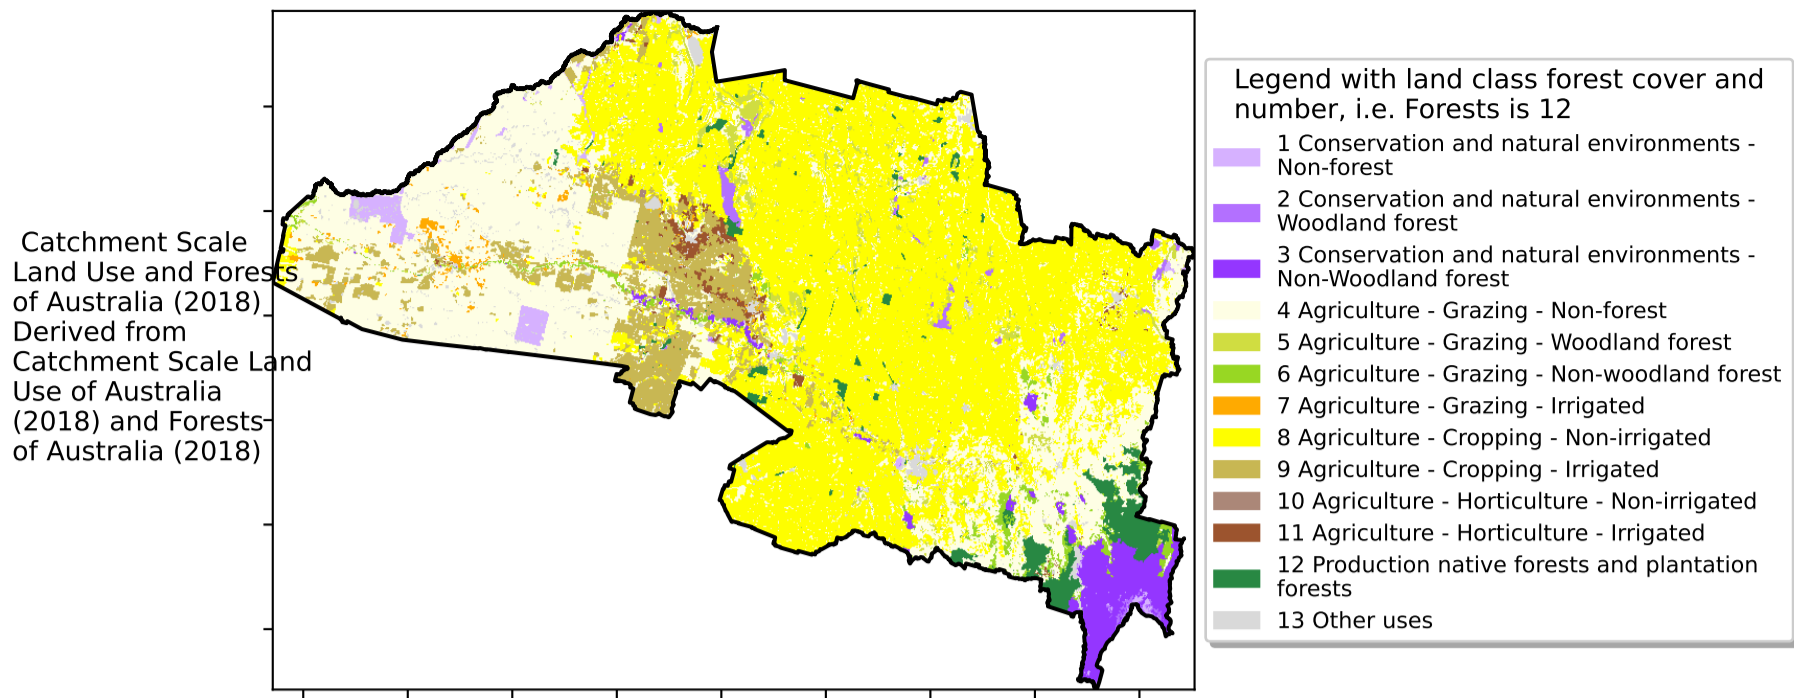 Catchment Scale
Land Use and Forests
of Australia (2018)
Derived from
Catchment Scale Land
Use of Australia
(2018) and Forests
of Australia (2018)
Legend with land class forest cover and
number, i.e. Forests is 12
1 Conservation and natural environments -
Non-forest
2 Conservation and natural environments -
Woodland forest
3 Conservation and natural environments -
Non-Woodland forest
4 Agriculture - Grazing - Non-forest
5 Agriculture - Grazing - Woodland forest
6 Agriculture - Grazing - Non-woodland forest
7 Agriculture - Grazing - Irrigated
8 Agriculture - Cropping - Non-irrigated
9 Agriculture - Cropping - Irrigated
10 Agriculture - Horticulture - Non-irrigated
11 Agriculture - Horticulture - Irrigated
12 Production native forests and plantation
forests
13 Other uses